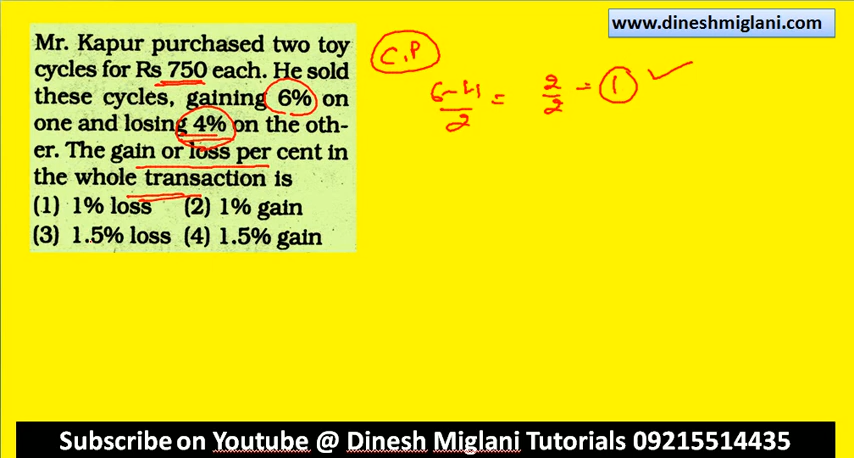 www.dineshmiglani.com
Mr. Kapur purchased two toy
cycles for Rs 750 each. He sold
these cycles, gaining 6% on
one and losing 4% on the oth-
er. The gain or loss per cent in
the whole transaction is
(1) 1% loss (2) 1% gain
(3) 1.5% loss (4) 1.5% gain
C.P
6-4/2 = 2/2 = 1 ✓
Subscribe on Youtube @ Dinesh Miglani Tutorials 09215514435